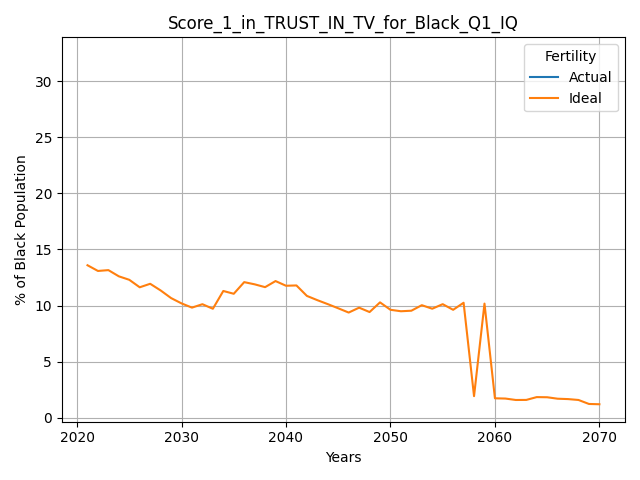 Score_1_in_TRUST_IN_TV_for_Black_Q1_IQ
Fertility
Actual
Ideal
% of Black Population
30
25
20
15
10
5
0
2020 2030 2040 2050 2060 2070
Years